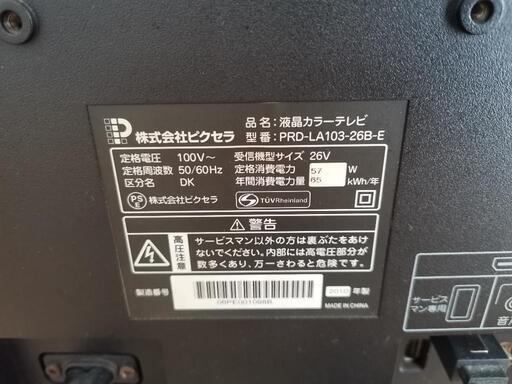 株式会社ピクセラ
品名: 液晶カラーテレビ
型番: PRD-LA103-26B-E
定格電圧 100V～
定格周波数 50/60Hz
区分名 DK
受信機型サイズ 26V
定格消費電力 57 W
年間消費電力量 65 kWh/年
PS E 株式会社ピクセラ
TÜVRheinland
警告
高圧注意
サービスマン以外の方は裏ぶたをあけ
ないでください。内部には高電圧部分が
数多くあり、万一さわると危険です。
製造番号
06PE001068B
2010 年製
MADE IN CHINA
サービス
マン専用